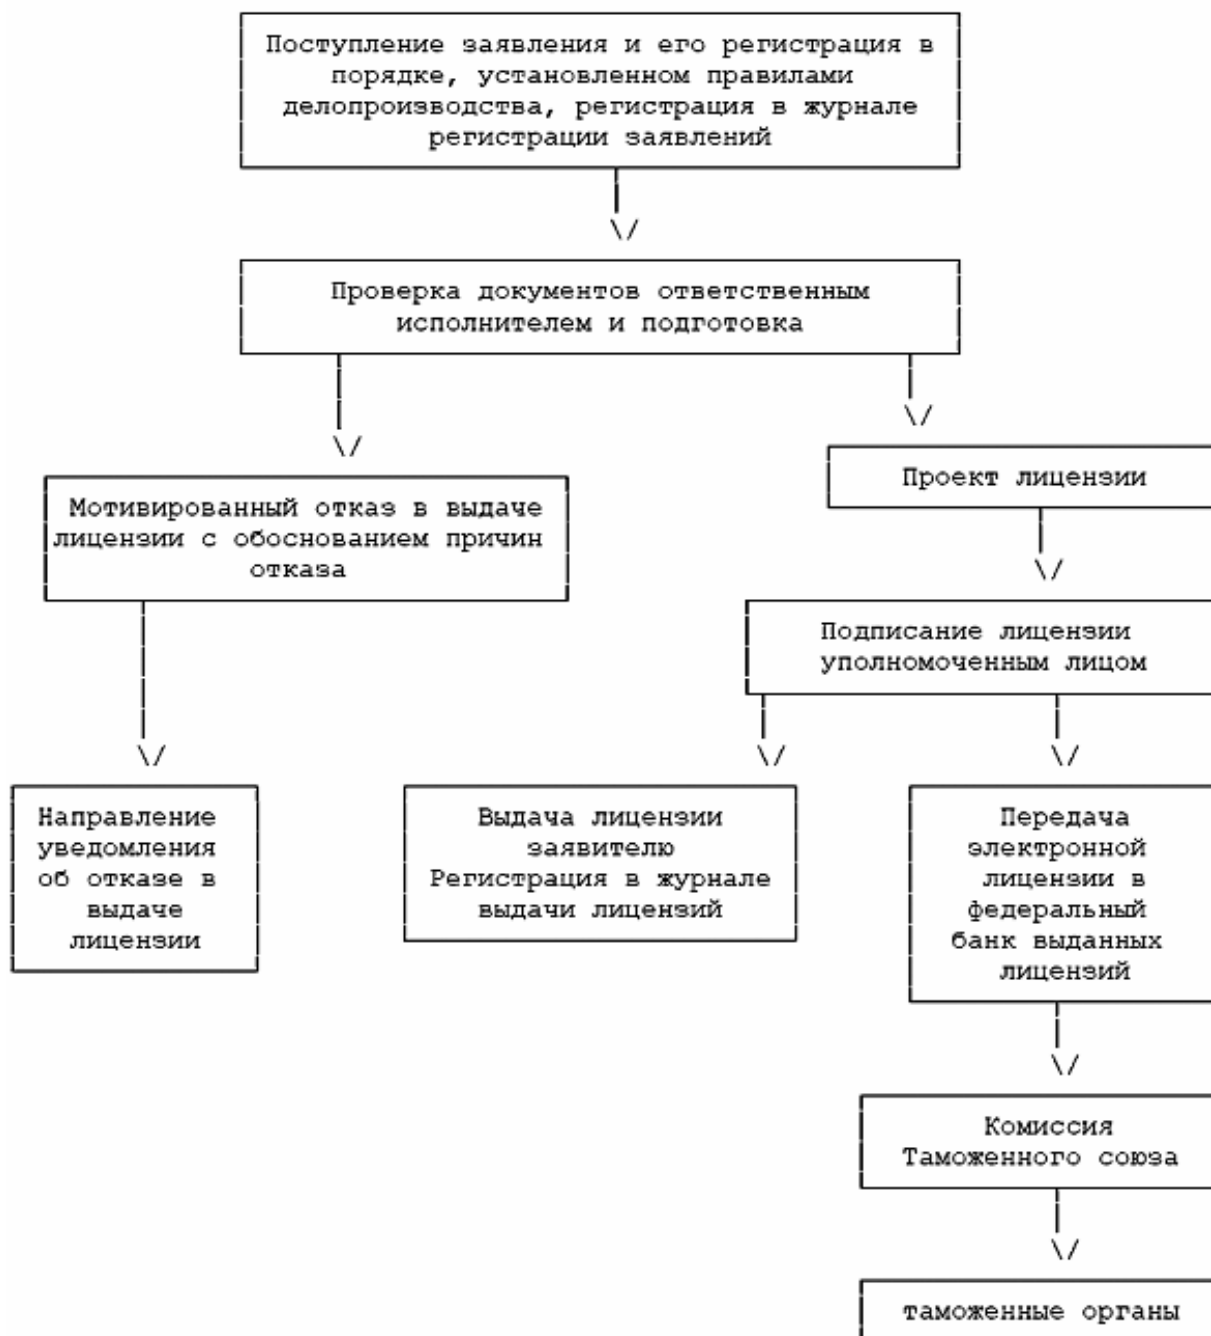 Поступление заявления и его регистрация в
порядке, установленном правилами
делопроизводства, регистрация в журнале
регистрации заявлений
Проверка документов ответственным
исполнителем и подготовка
Проект лицензии
Мотивированный отказ в выдаче
лицензии с обоснованием причин
отказа
Подписание лицензии
уполномоченным лицом
Направление
уведомления
об отказе в
выдаче
лицензии
Выдача лицензии
заявителю
Регистрация в журнале
выдачи лицензий
Передача
электронной
лицензии в
федеральный
банк выданных
лицензий
Комиссия
Таможенного союза
таможенные органы